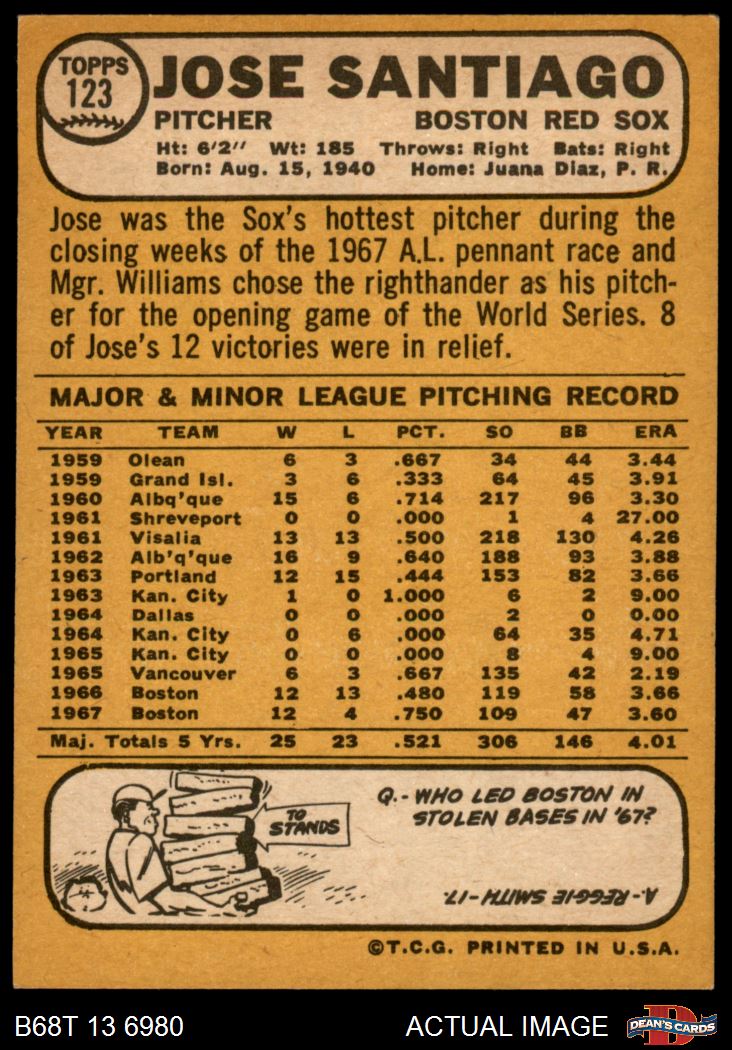 TOPPS
123
JOSE SANTIAGO
PITCHER BOSTON RED SOX
Ht: 6'2" Wt: 185 Throws: Right Bats: Right
Born: Aug. 15, 1940 Home: Juana Diaz, P. R.
Jose was the Sox's hottest pitcher during the
closing weeks of the 1967 A.L. pennant race and
Mgr. Williams chose the righthander as his pitch-
er for the opening game of the World Series. 8
of Jose's 12 victories were in relief.
MAJOR & MINOR LEAGUE PITCHING RECORD
YEAR TEAM W L PCT. SO BB ERA
1959 Olean 6 3 .667 34 44 3.44
1959 Grand Isl. 3 6 .333 64 45 3.91
1960 Albq'que 15 6 .714 217 96 3.30
1961 Shreveport 0 0 .000 1 4 27.00
1961 Visalia 13 13 .500 218 130 4.26
1962 Alb'q'que 16 9 .640 188 93 3.88
1963 Portland 12 15 .444 153 82 3.66
1963 Kan. City 1 0 1.000 6 2 9.00
1964 Dallas 0 0 .000 2 0 0.00
1964 Kan. City 0 6 .000 64 35 4.71
1965 Kan. City 0 0 .000 8 4 9.00
1965 Vancouver 6 3 .667 135 42 2.19
1966 Boston 12 13 .480 119 58 3.66
1967 Boston 12 4 .750 109 47 3.60
Maj. Totals 5 Yrs. 25 23 .521 306 146 4.01
TO
STANDS
Q.- WHO LED BOSTON IN
STOLEN BASES IN '67?
A.- REGGIE SMITH - 17.
©T.C.G. PRINTED IN U.S.A.
B68T 13 6980 ACTUAL IMAGE
DEAN'S CARDS